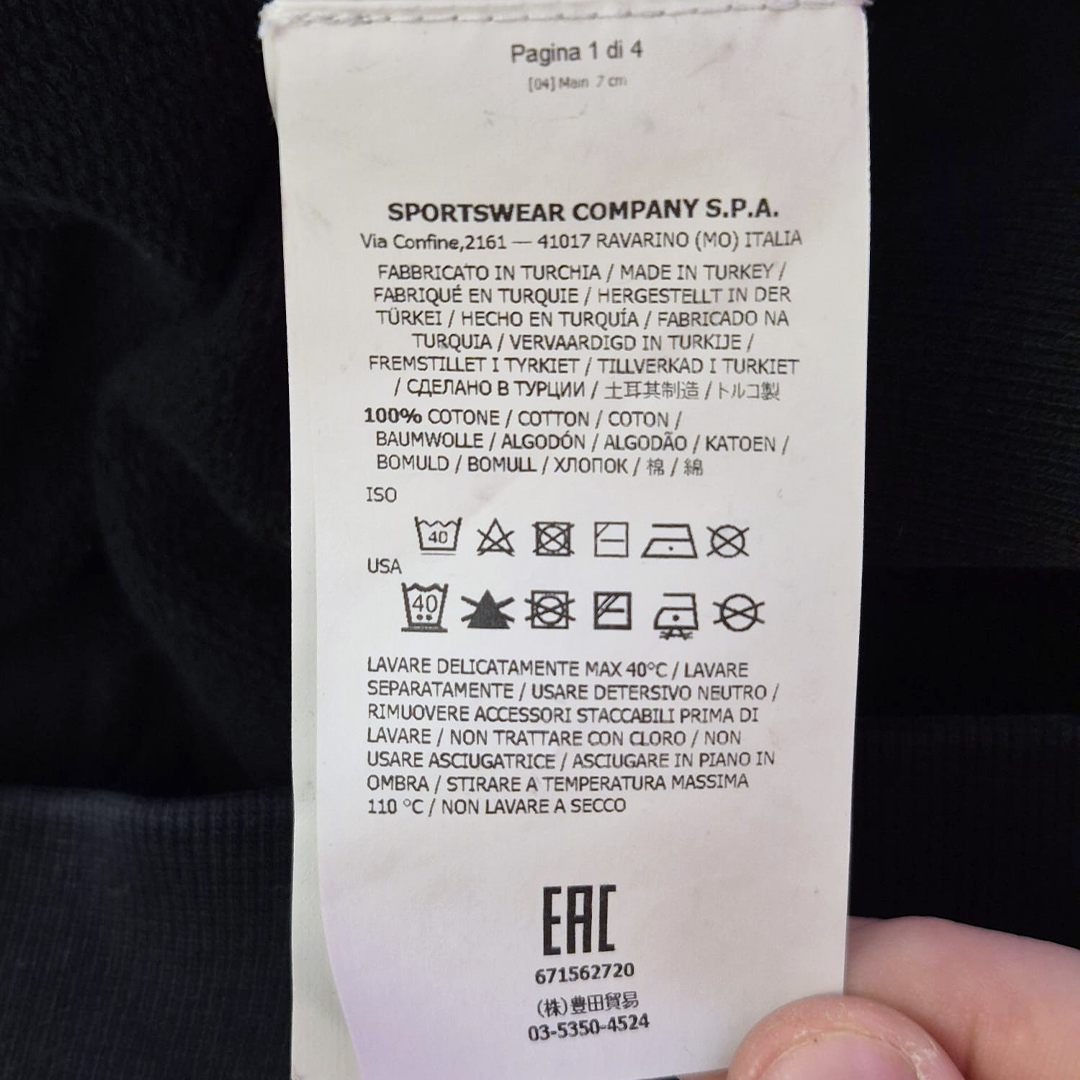 Pagina 1 di 4
[04] Main 7 cm
SPORTSWEAR COMPANY S.P.A.
Via Confine,2161 — 41017 RAVARINO (MO) ITALIA
FABBRICATO IN TURCHIA / MADE IN TURKEY /
FABRIQUÉ EN TURQUIE / HERGESTELLT IN DER
TÜRKEI / HECHO EN TURQUÍA / FABRICADO NA
TURQUIA / VERVAARDIGD IN TURKIJE /
FREMSTILLET I TYRKIET / TILLVERKAD I TURKIET
/ СДЕЛАНО В ТУРЦИИ / 土耳其制造 / トルコ製
100% COTONE / COTTON / COTON /
BAUMWOLLE / ALGODÓN / ALGODÃO / KATOEN /
BOMULD / BOMULL / ХЛОПОК / 棉 / 綿
ISO
40
USA
40
LAVARE DELICATAMENTE MAX 40°C / LAVARE
SEPARATAMENTE / USARE DETERSIVO NEUTRO /
RIMUOVERE ACCESSORI STACCABILI PRIMA DI
LAVARE / NON TRATTARE CON CLORO / NON
USARE ASCIUGATRICE / ASCIUGARE IN PIANO IN
OMBRA / STIRARE A TEMPERATURA MASSIMA
110 °C / NON LAVARE A SECCO
EAC
671562720
(株)豊田貿易
03-5350-4524